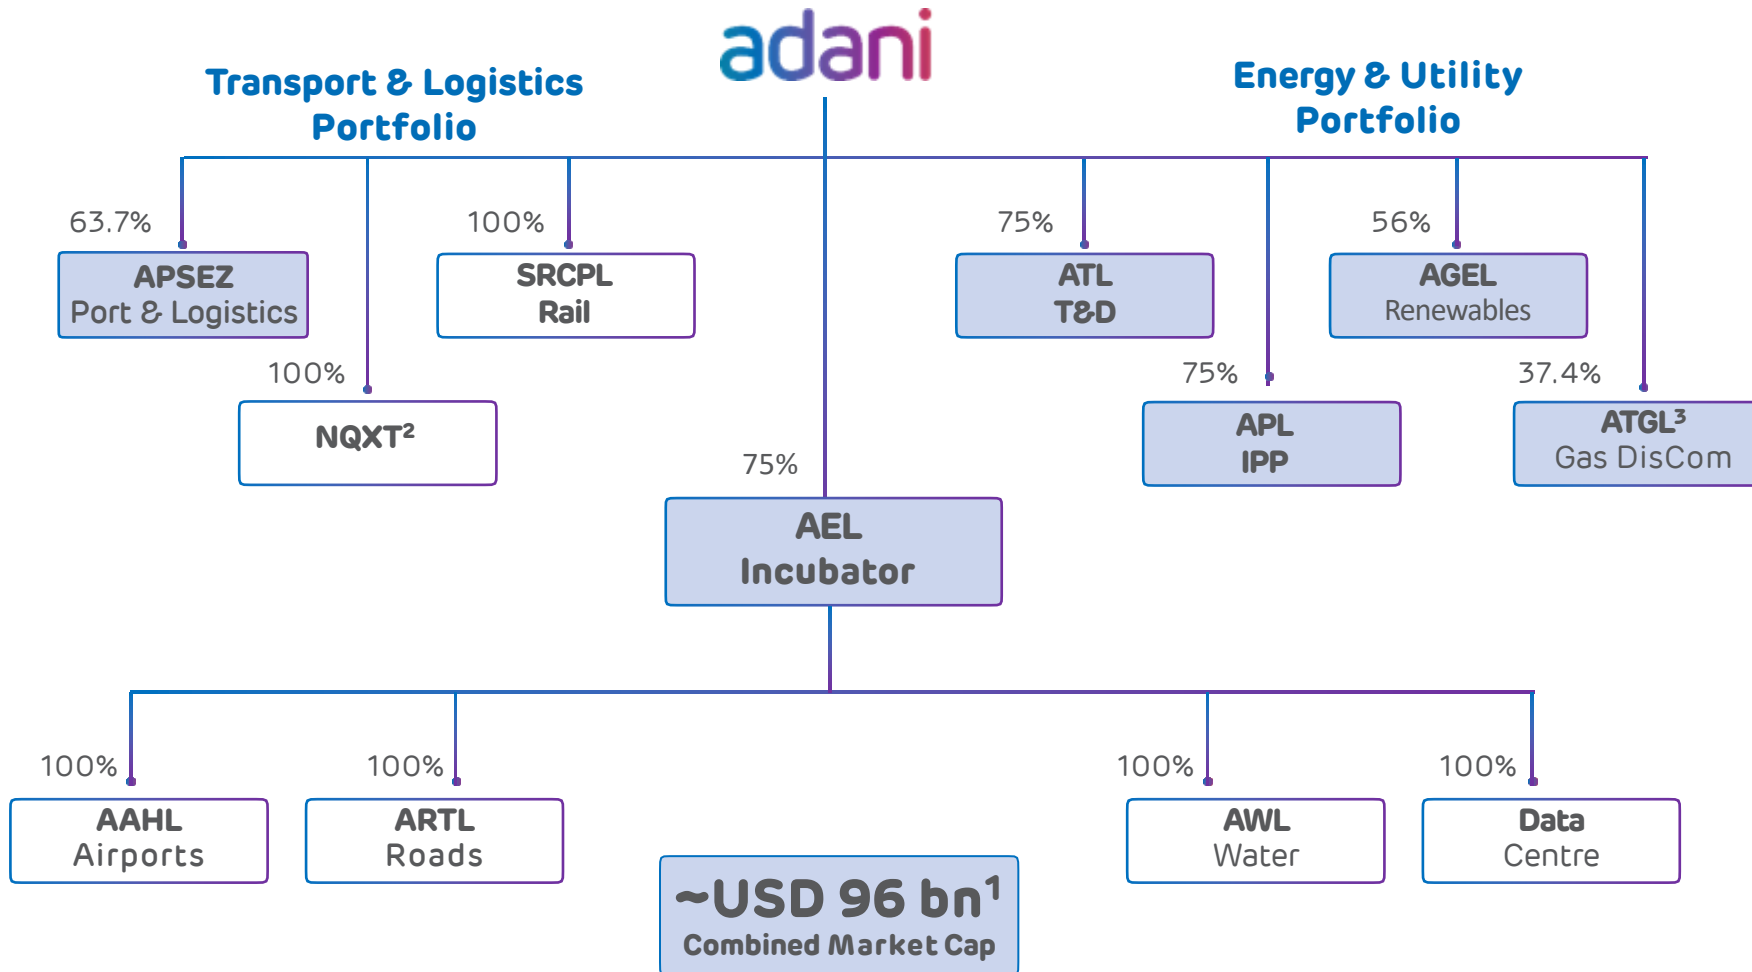 adani
Transport & Logistics
Portfolio
Energy & Utility
Portfolio
63.7%
APSEZ
Port & Logistics
100%
SRCPL
Rail
75%
ATL
T&D
56%
AGEL
Renewables
100%
NQXT²
75%
APL
IPP
37.4%
ATGL³
Gas DisCom
75%
AEL
Incubator
100%
AAHL
Airports
100%
ARTL
Roads
100%
AWL
Water
100%
Data
Centre
~USD 96 bn¹
Combined Market Cap